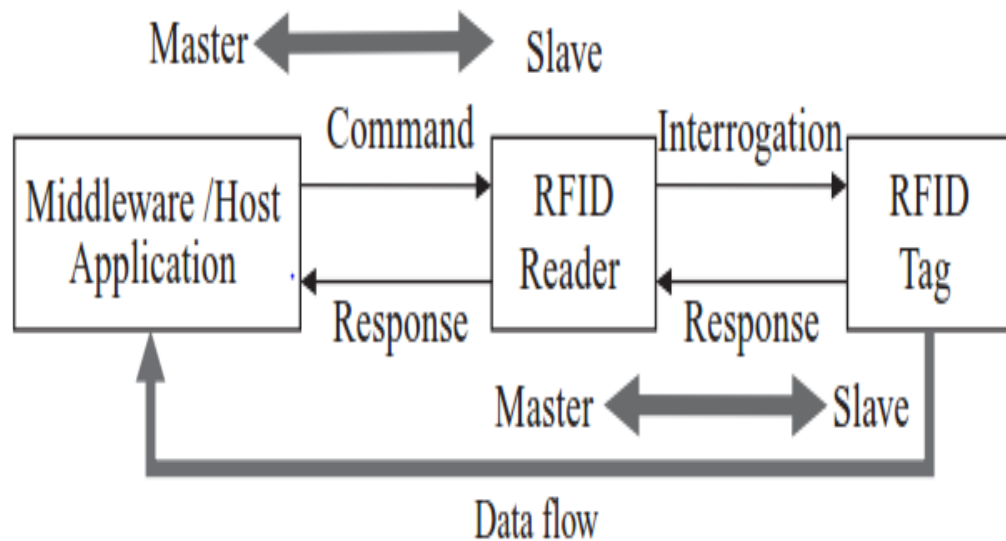 Master
Slave
Command
Interrogation
Middleware /Host
Application
RFID
Reader
RFID
Tag
Response
Response
Master
Slave
Data flow